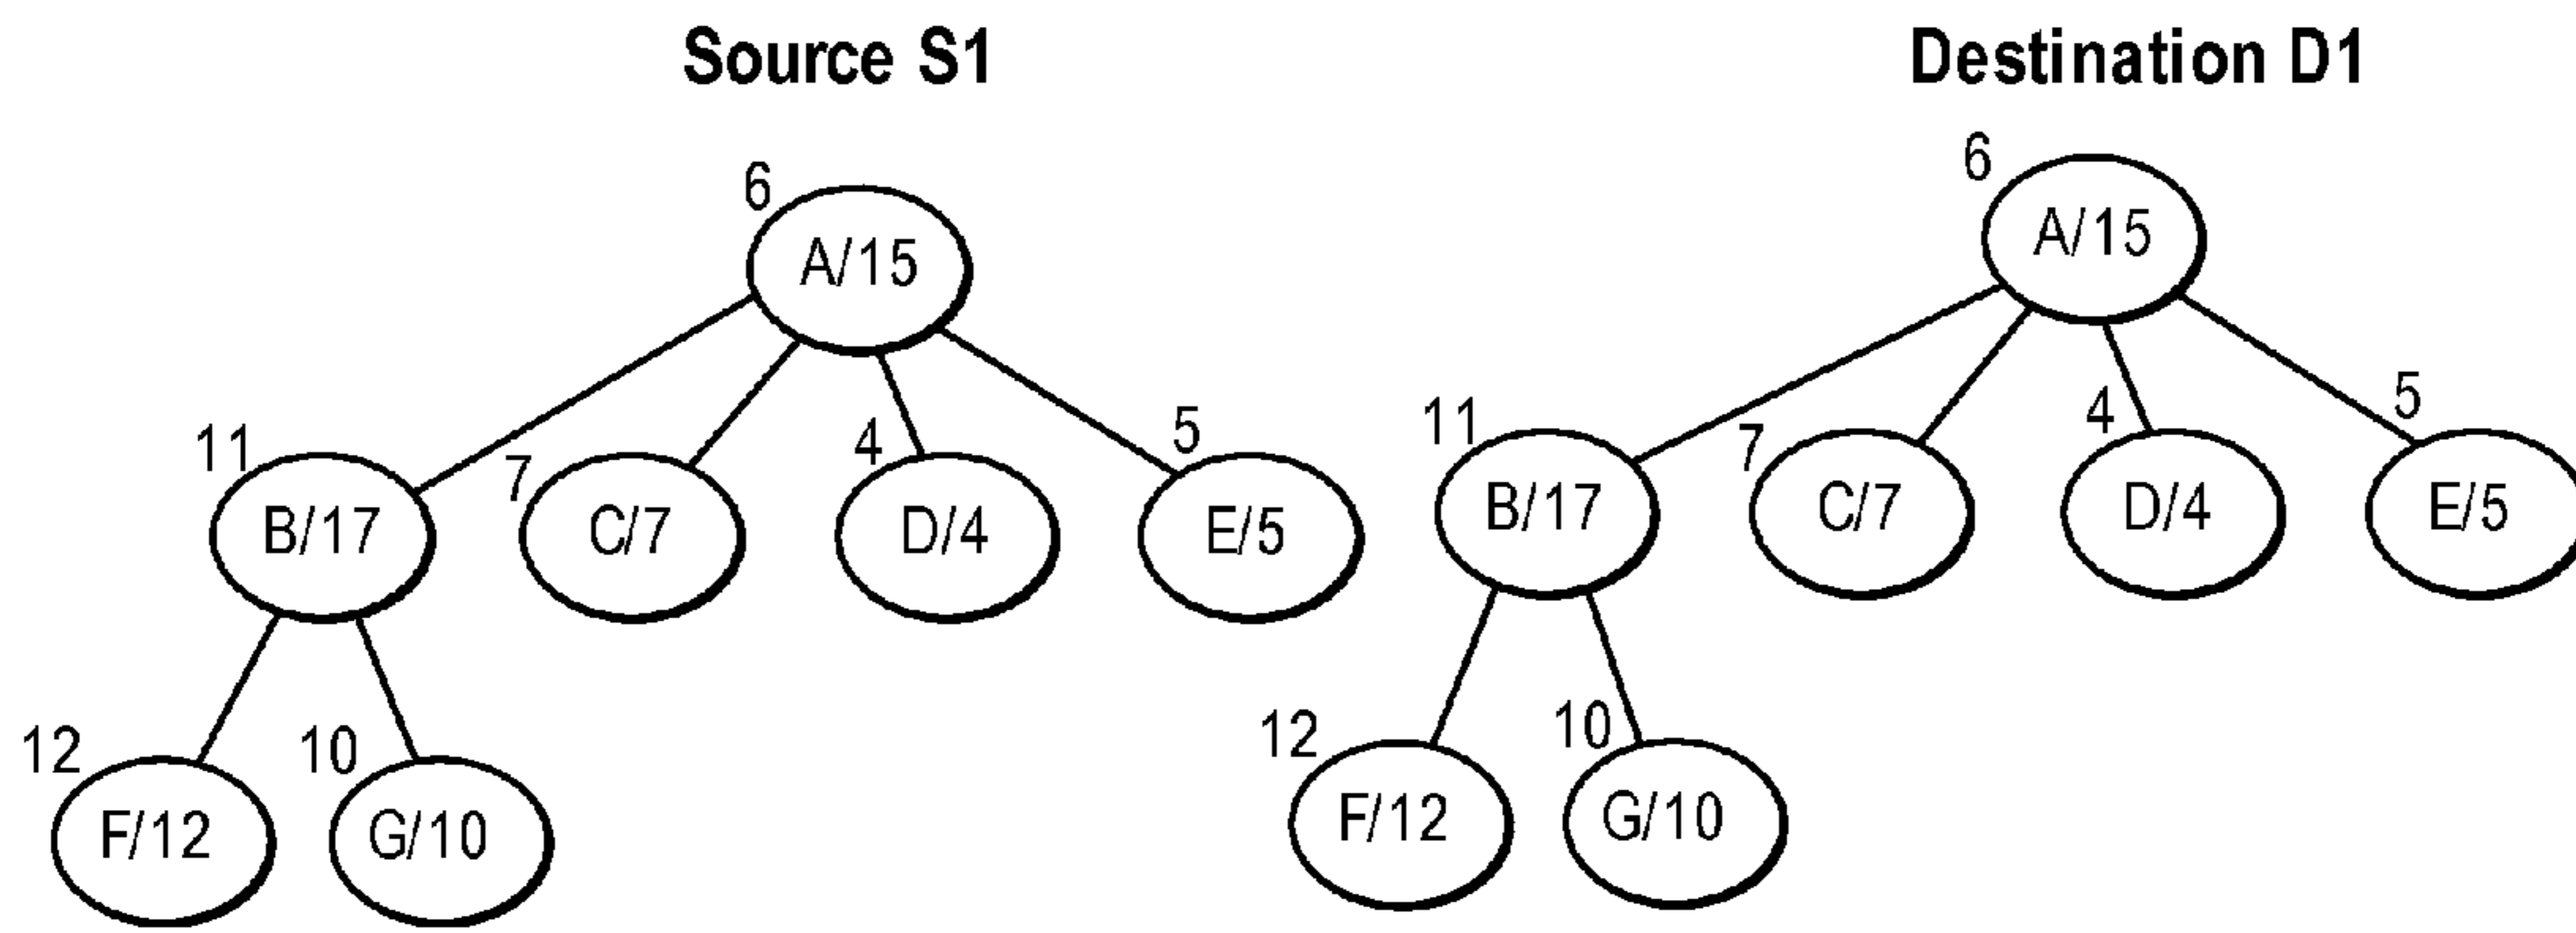 Source S1
6
A/15
11
7
4
5
B/17
C/7
D/4
E/5
12
10
F/12
G/10
Destination D1
6
A/15
11
7
4
5
B/17
C/7
D/4
E/5
12
10
F/12
G/10